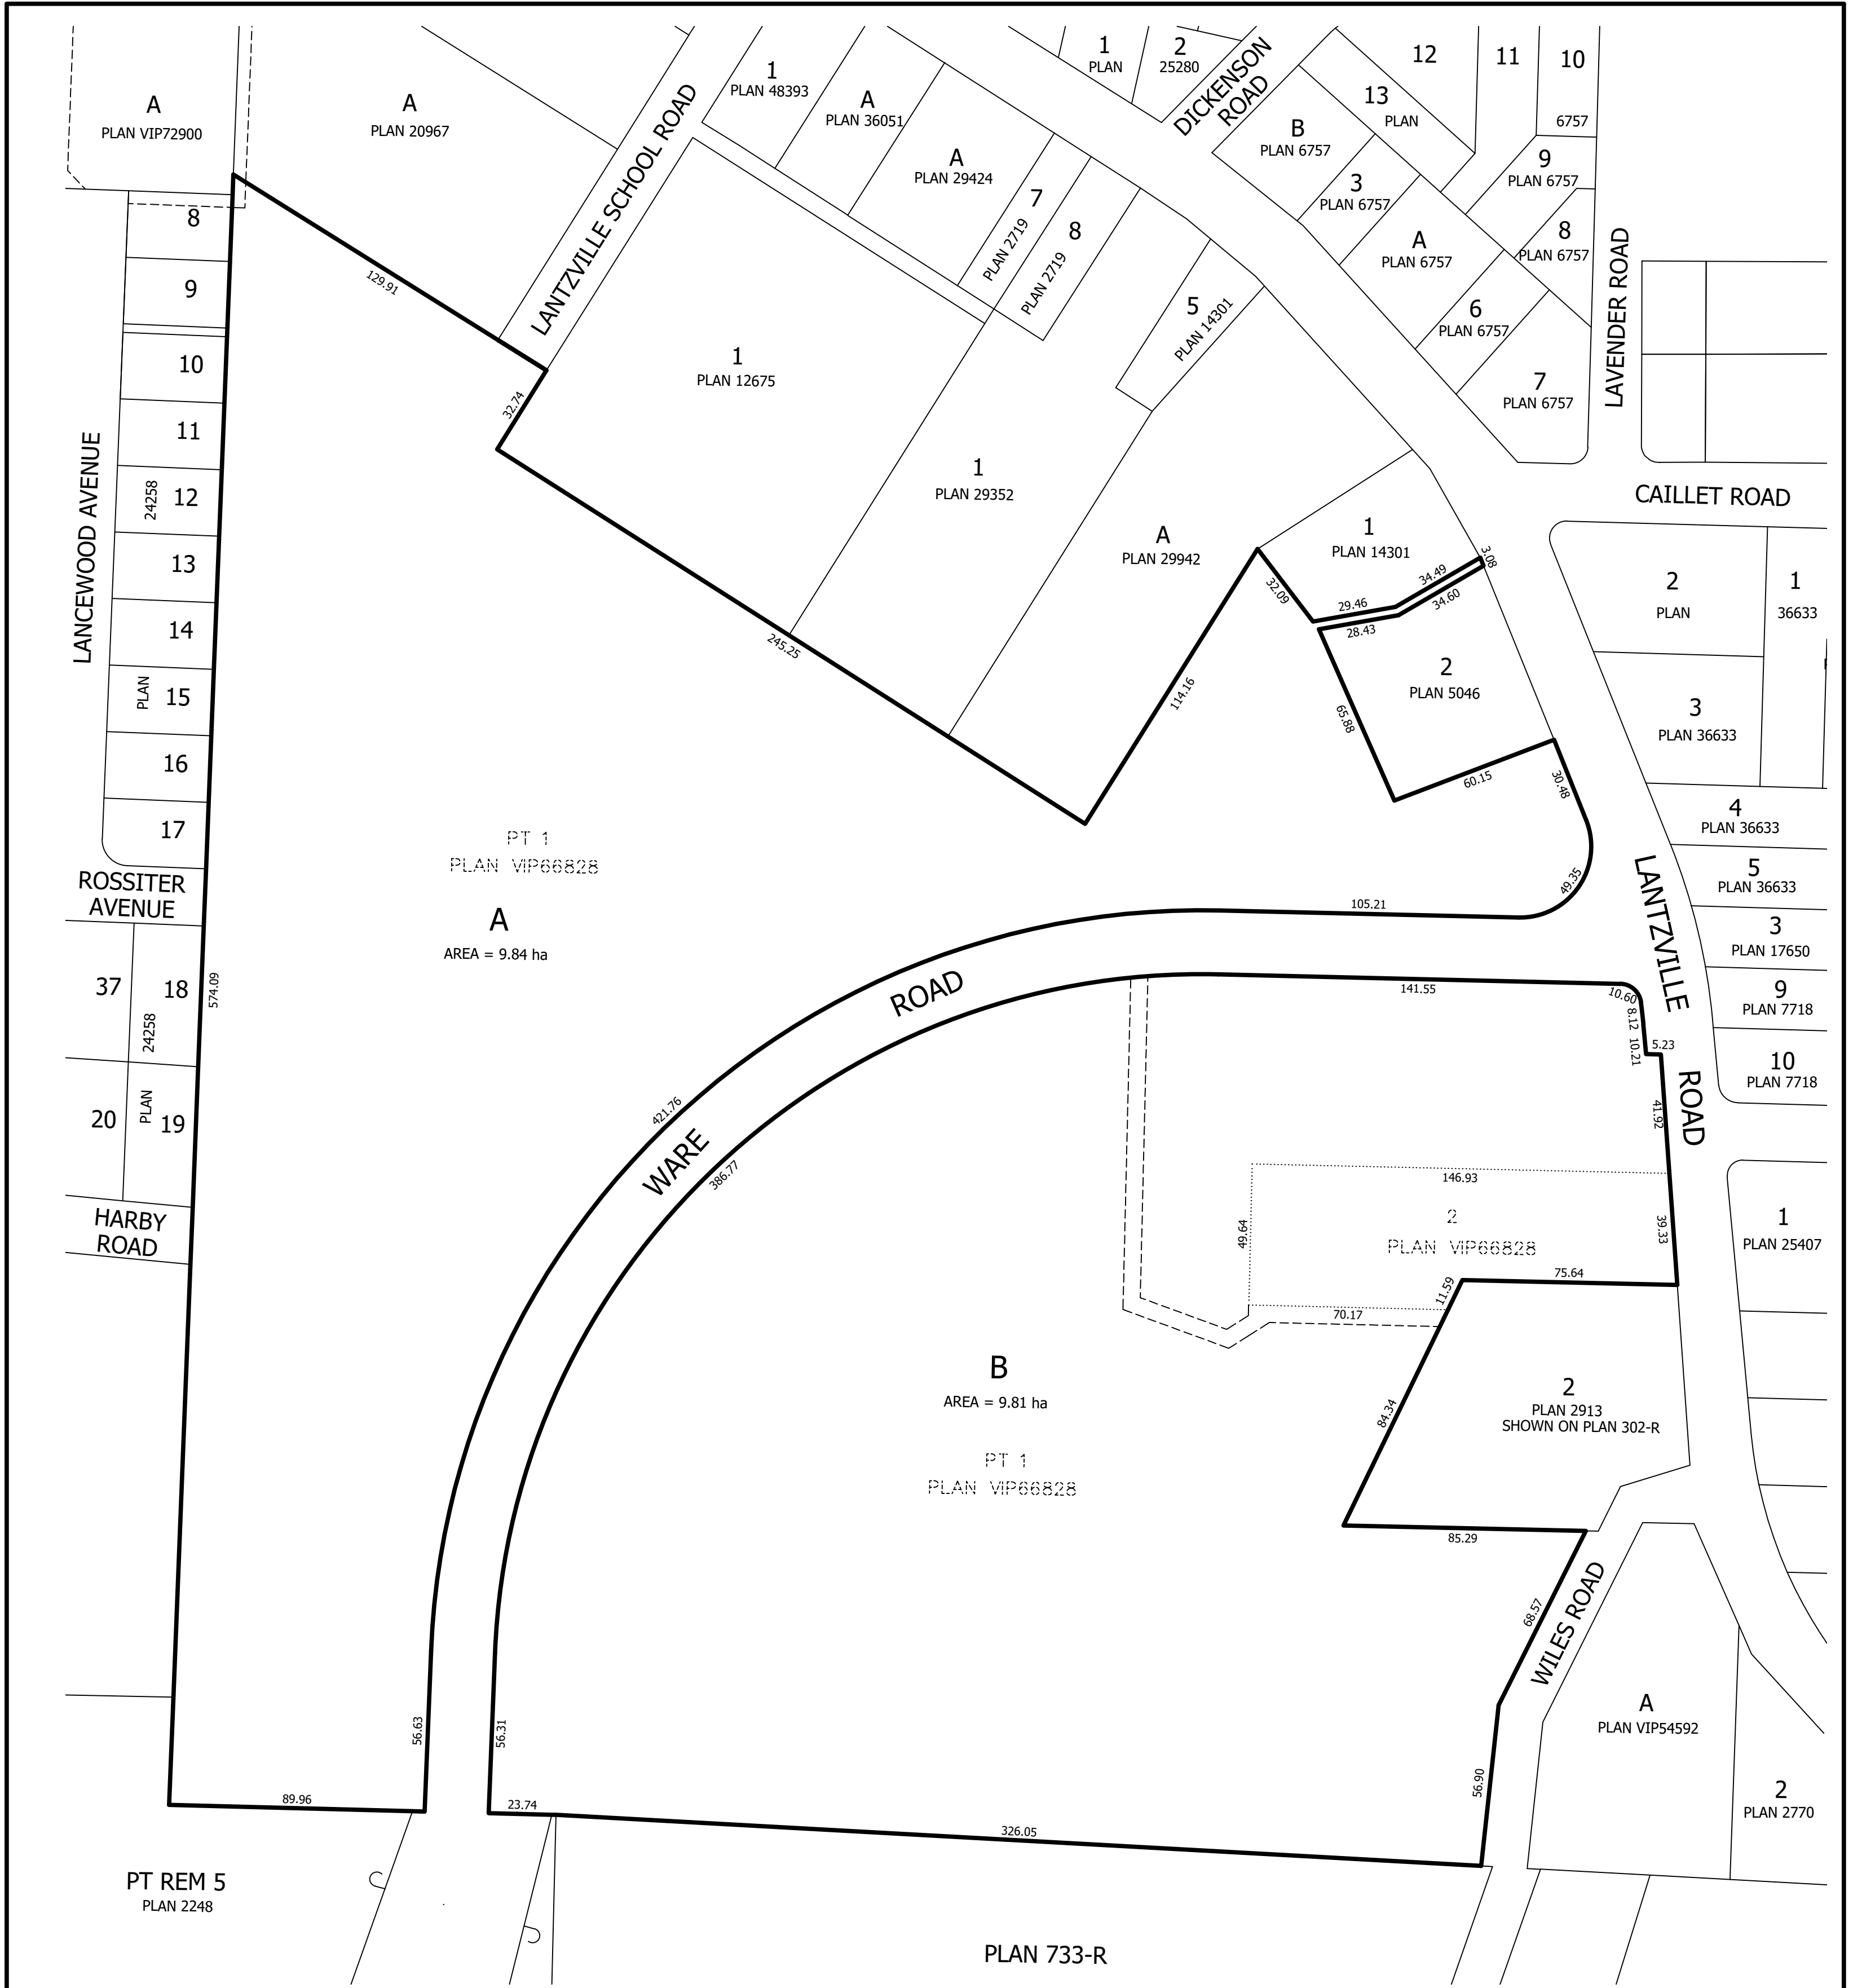 A
PLAN VIP72900
A
PLAN 20967
LANTZVILLE SCHOOL ROAD
1
PLAN 48393
A
PLAN 36051
A
PLAN 29424
7
PLAN 2719
8
PLAN 2719
1
PLAN
2
25280
DICKENSON
ROAD
B
PLAN 6757
3
PLAN 6757
A
PLAN 6757
13
PLAN
12
11
10
6757
9
PLAN 6757
8
PLAN 6757
6
PLAN 6757
7
PLAN 6757
LAVENDER ROAD
5
PLAN 14301
8
9
10
11
12
24258
13
14
15
PLAN
16
17
LANCEWOOD AVENUE
129.91
32.74
1
PLAN 12675
1
PLAN 29352
A
PLAN 29942
245.25
114.16
CAILLET ROAD
1
PLAN 14301
3.08
32.09
34.49
29.46
34.60
28.43
2
PLAN 5046
65.88
60.15
30.48
49.35
2
PLAN
1
36633
3
PLAN 36633
4
PLAN 36633
5
PLAN 36633
3
PLAN 17650
9
PLAN 7718
10
PLAN 7718
LANTZVILLE
ROAD
PT 1
PLAN VIP66828
A
AREA = 9.84 ha
ROSSITER
AVENUE
37
18
24258
574.09
20
PLAN
19
HARBY
ROAD
105.21
WARE
ROAD
421.76
386.77
141.55
10.60
8.12
10.21
5.23
41.92
146.93
49.64
39.33
2
PLAN VIP66828
75.64
11.59
70.17
1
PLAN 25407
B
AREA = 9.81 ha
PT 1
PLAN VIP66828
84.34
2
PLAN 2913
SHOWN ON PLAN 302-R
85.29
68.57
WILES ROAD
56.90
A
PLAN VIP54592
2
PLAN 2770
56.63
56.31
89.96
23.74
326.05
PT REM 5
PLAN 2248
PLAN 733-R